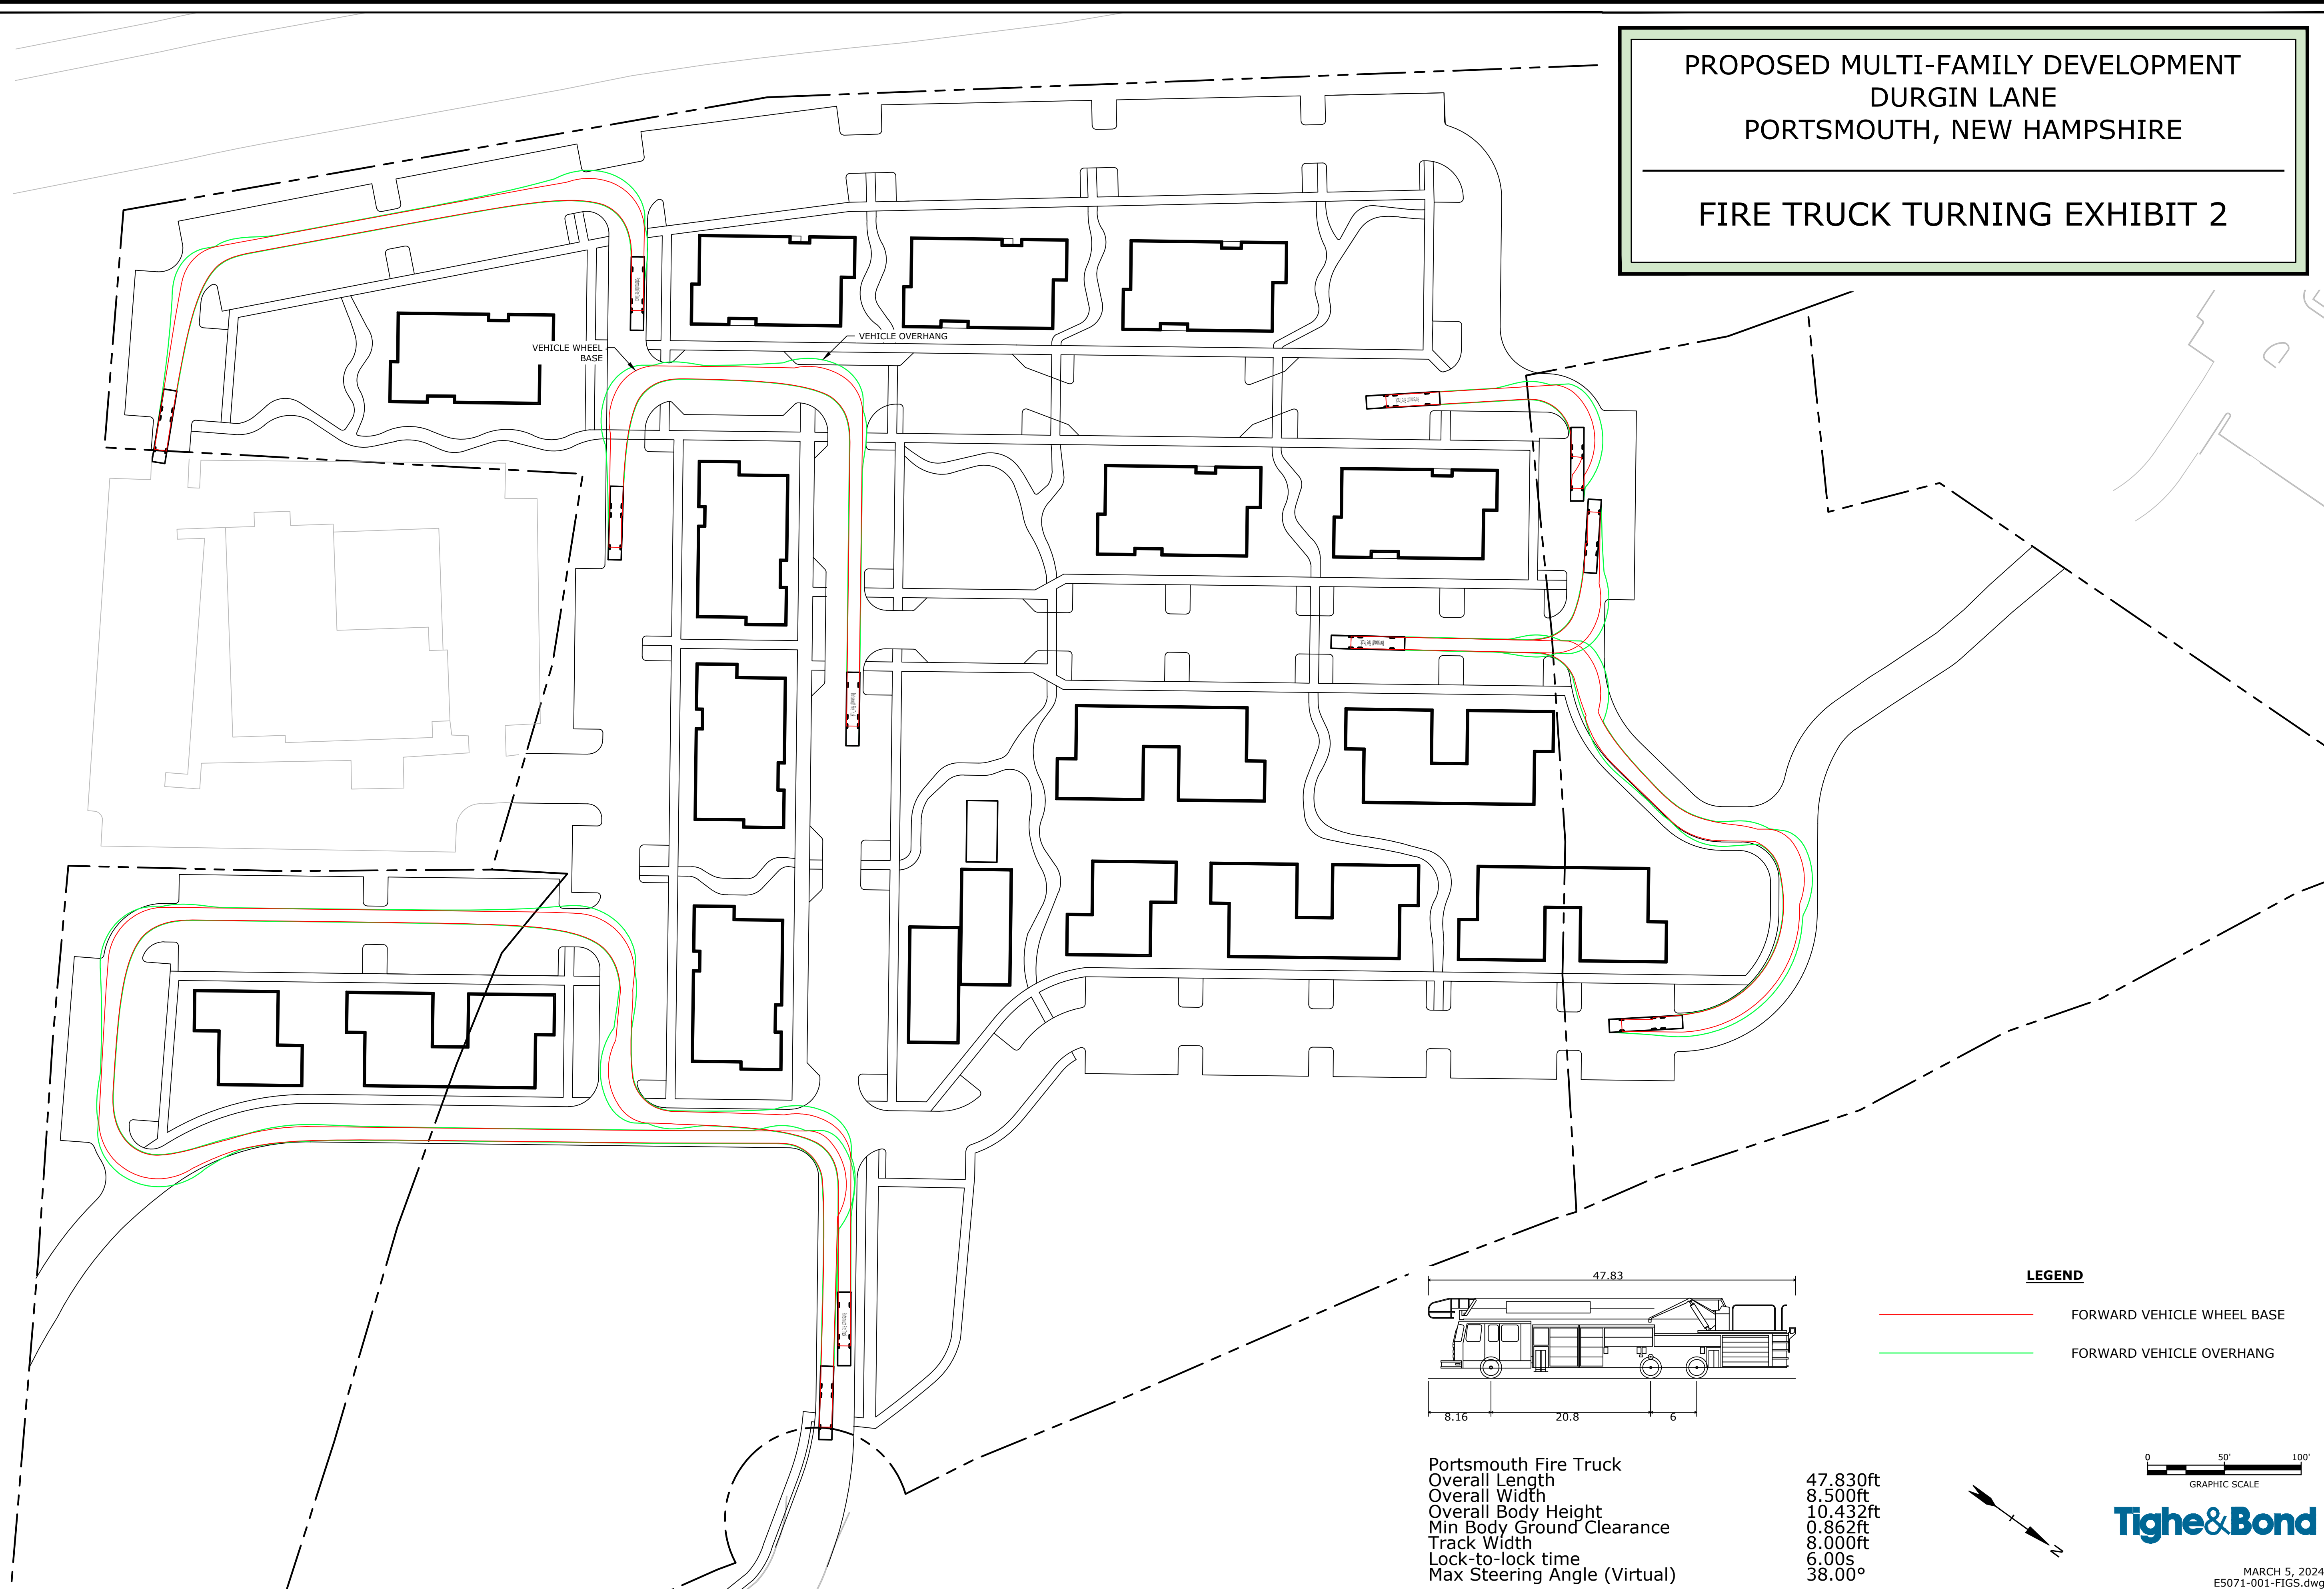 PROPOSED MULTI-FAMILY DEVELOPMENT
DURGIN LANE
PORTSMOUTH, NEW HAMPSHIRE
FIRE TRUCK TURNING EXHIBIT 2
VEHICLE WHEEL
BASE
VEHICLE OVERHANG
47.83
8.16
20.8
6
LEGEND
FORWARD VEHICLE WHEEL BASE
FORWARD VEHICLE OVERHANG
Portsmouth Fire Truck
Overall Length 47.830ft
Overall Width 8.500ft
Overall Body Height 10.432ft
Min Body Ground Clearance 0.862ft
Track Width 8.000ft
Lock-to-lock time 6.00s
Max Steering Angle (Virtual) 38.00°
N
0 50' 100'
GRAPHIC SCALE
Tighe&Bond
MARCH 5,
E5071-001-FIGS.dwg